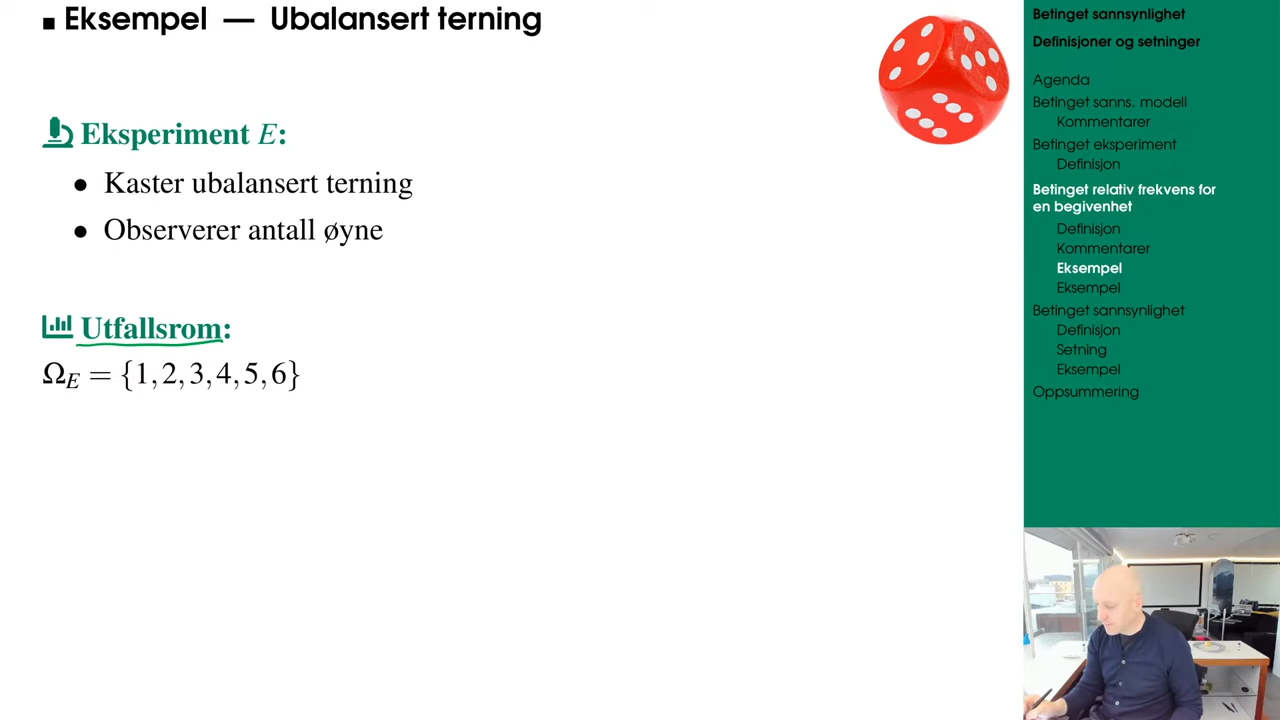 Eksempel — Ubalansert terning
Eksperiment E:
• Kaster ubalansert terning
• Observerer antall øyne
Utfallsrom:
Ω_E = {1, 2, 3, 4, 5, 6}
Betinget sannsynlighet
Definisjoner og setninger
Agenda
Betinget sanns. modell
Kommentarer
Betinget eksperiment
Definisjon
Betinget relativ frekvens for
en begivenhet
Definisjon
Kommentarer
Eksempel
Eksempel
Betinget sannsynlighet
Definisjon
Setning
Eksempel
Oppsummering